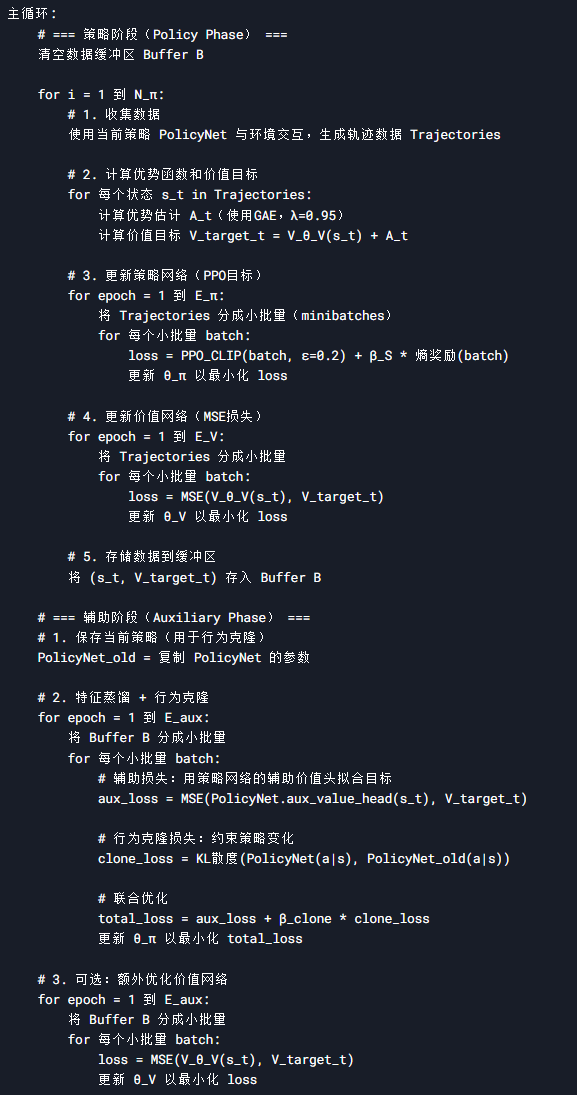 主循环:
# === 策略阶段（Policy Phase） ===
清空数据缓冲区 Buffer B
for i = 1 到 N_π:
# 1. 收集数据
使用当前策略 PolicyNet 与环境交互，生成轨迹数据 Trajectories
# 2. 计算优势函数和价值目标
for 每个状态 s_t in Trajectories:
计算优势估计 A_t（使用GAE，λ=0.95）
计算价值目标 V_target_t = V_θ_V(s_t) + A_t
# 3. 更新策略网络（PPO目标）
for epoch = 1 到 E_π:
将 Trajectories 分成小批量（minibatches）
for 每个小批量 batch:
loss = PPO_CLIP(batch, ε=0.2) + β_S * 熵奖励(batch)
更新 θ_π 以最小化 loss
# 4. 更新价值网络（MSE损失）
for epoch = 1 到 E_V:
将 Trajectories 分成小批量
for 每个小批量 batch:
loss = MSE(V_θ_V(s_t), V_target_t)
更新 θ_V 以最小化 loss
# 5. 存储数据到缓冲区
将 (s_t, V_target_t) 存入 Buffer B
# === 辅助阶段（Auxiliary Phase） ===
# 1. 保存当前策略（用于行为克隆）
PolicyNet_old = 复制 PolicyNet 的参数
# 2. 特征蒸馏 + 行为克隆
for epoch = 1 到 E_aux:
将 Buffer B 分成小批量
for 每个小批量 batch:
# 辅助损失：用策略网络的辅助价值头拟合目标
aux_loss = MSE(PolicyNet.aux_value_head(s_t), V_target_t)
# 行为克隆损失：约束策略变化
clone_loss = KL散度(PolicyNet(a|s), PolicyNet_old(a|s))
# 联合优化
total_loss = aux_loss + β_clone * clone_loss
更新 θ_π 以最小化 total_loss
# 3. 可选：额外优化价值网络
for epoch = 1 到 E_aux:
将 Buffer B 分成小批量
for 每个小批量 batch:
loss = MSE(V_θ_V(s_t), V_target_t)
更新 θ_V 以最小化 loss